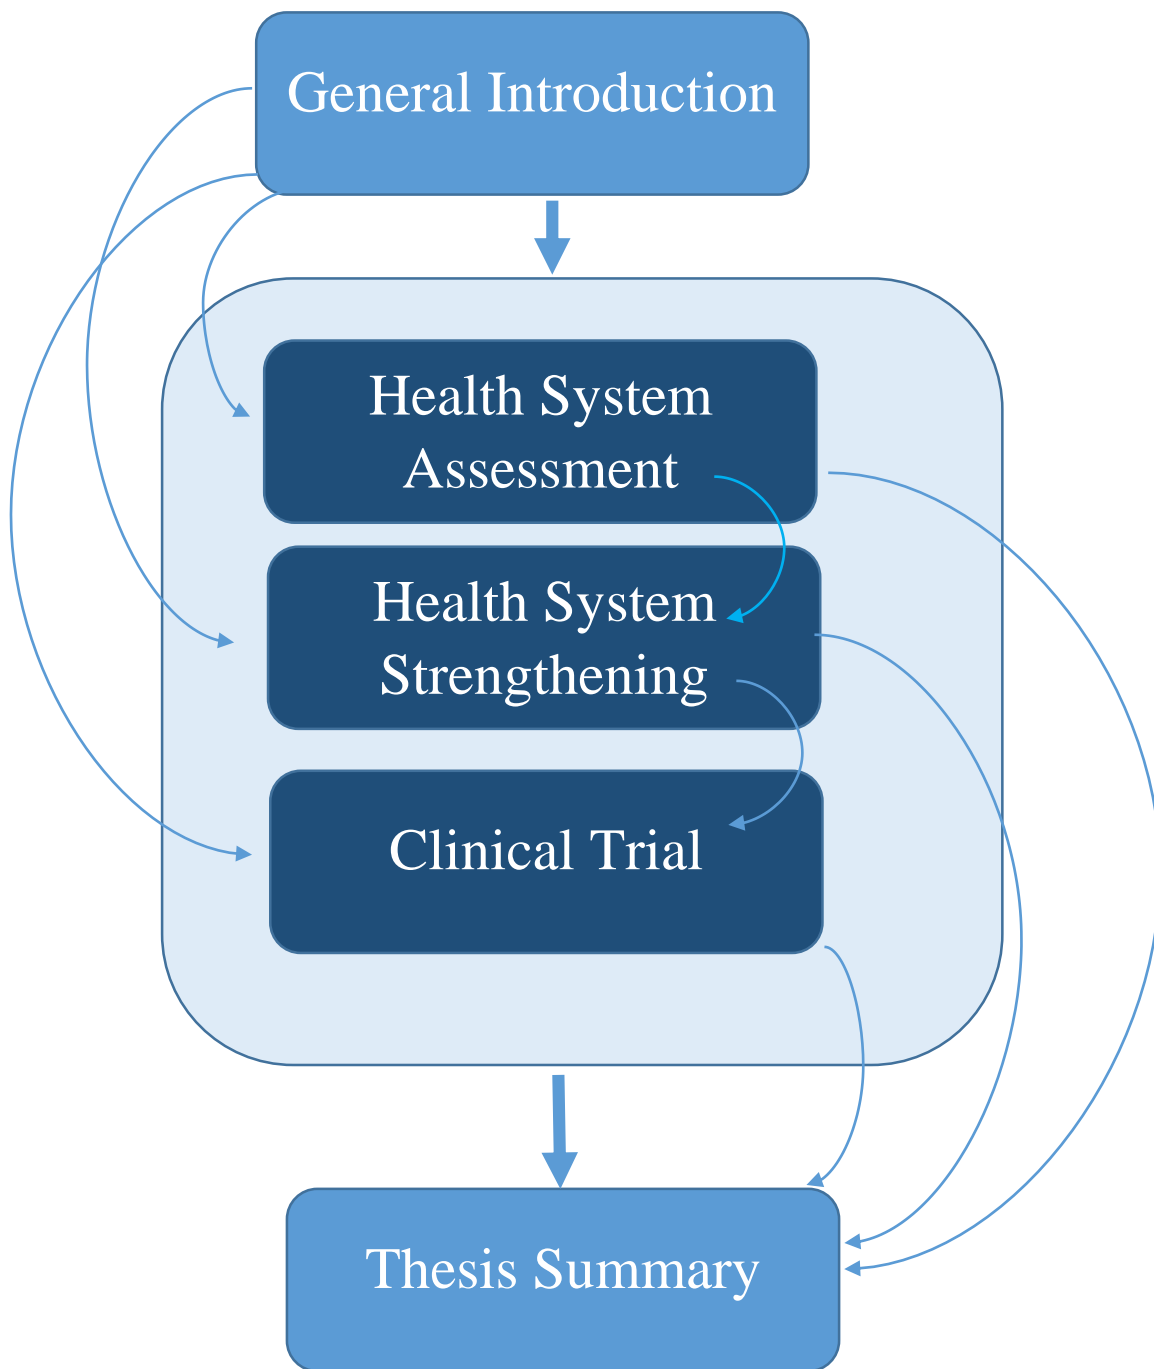 General Introduction
Health System
Assessment
Health System
Strengthening
Clinical Trial
Thesis Summary